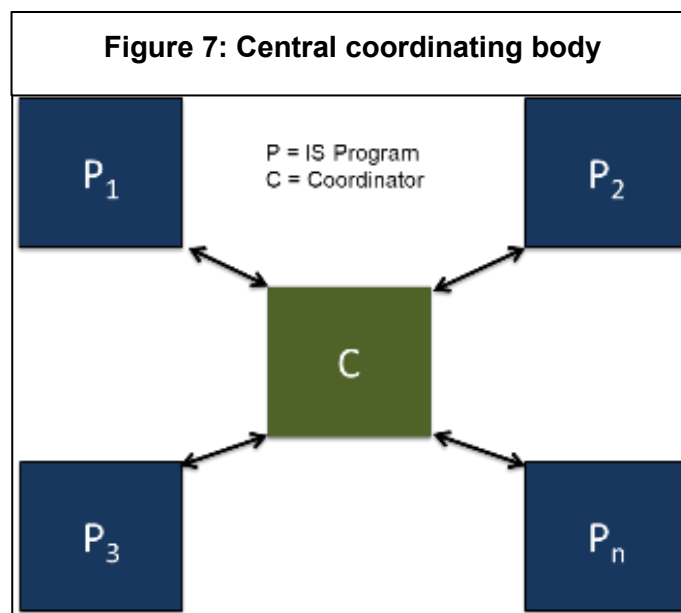 Figure 7: Central coordinating body
P = IS Program
C = Coordinator
P₁
P₂
C
P₃
Pₙ